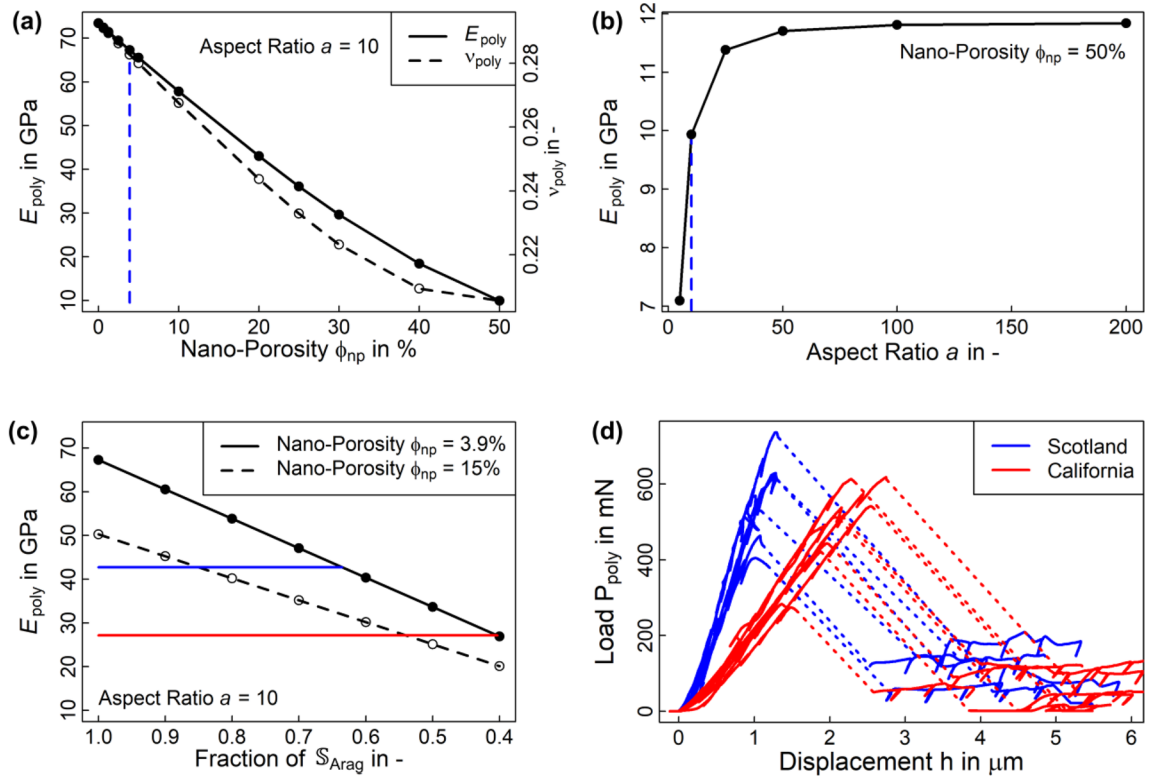 (a)
Aspect Ratio a = 10
E_poly
ν_poly
70
60
50
40
30
20
10
E_poly in GPa
0.28
0.26
0.24
0.22
ν_poly in -
0 10 20 30 40 50
Nano-Porosity ϕ_np in %
(b)
Nano-Porosity ϕ_np = 50%
12
11
10
9
8
7
E_poly in GPa
0 50 100 150 200
Aspect Ratio a in -
(c)
Nano-Porosity ϕ_np = 3.9%
Nano-Porosity ϕ_np = 15%
70
60
50
40
30
20
10
E_poly in GPa
Aspect Ratio a = 10
1.0 0.9 0.8 0.7 0.6 0.5 0.4
Fraction of 𝕊_Arag in -
(d)
Scotland
California
600
400
200
0
Load P_poly in mN
0 1 2 3 4 5 6
Displacement h in μm